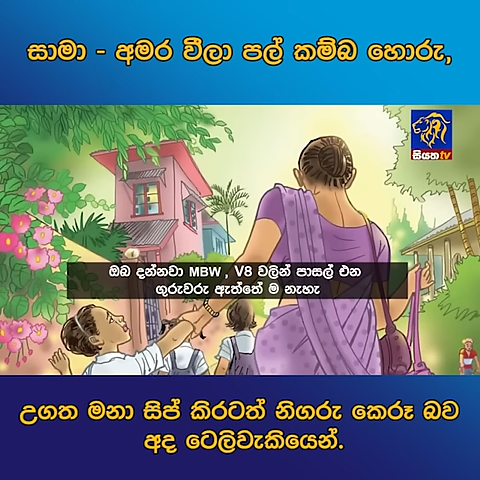 සාමා - අමර වීලා පල් කම්බ හොරු,
සියත tv
ඔබ දන්නවා MBW , V8 වලින් පාසල් එන
ගුරුවරු ඇත්තේ ම නැහැ
උගත මනා සිප් කිරටත් නිගරු කෙරූ බව
අද ටෙලිවැකියෙන්.